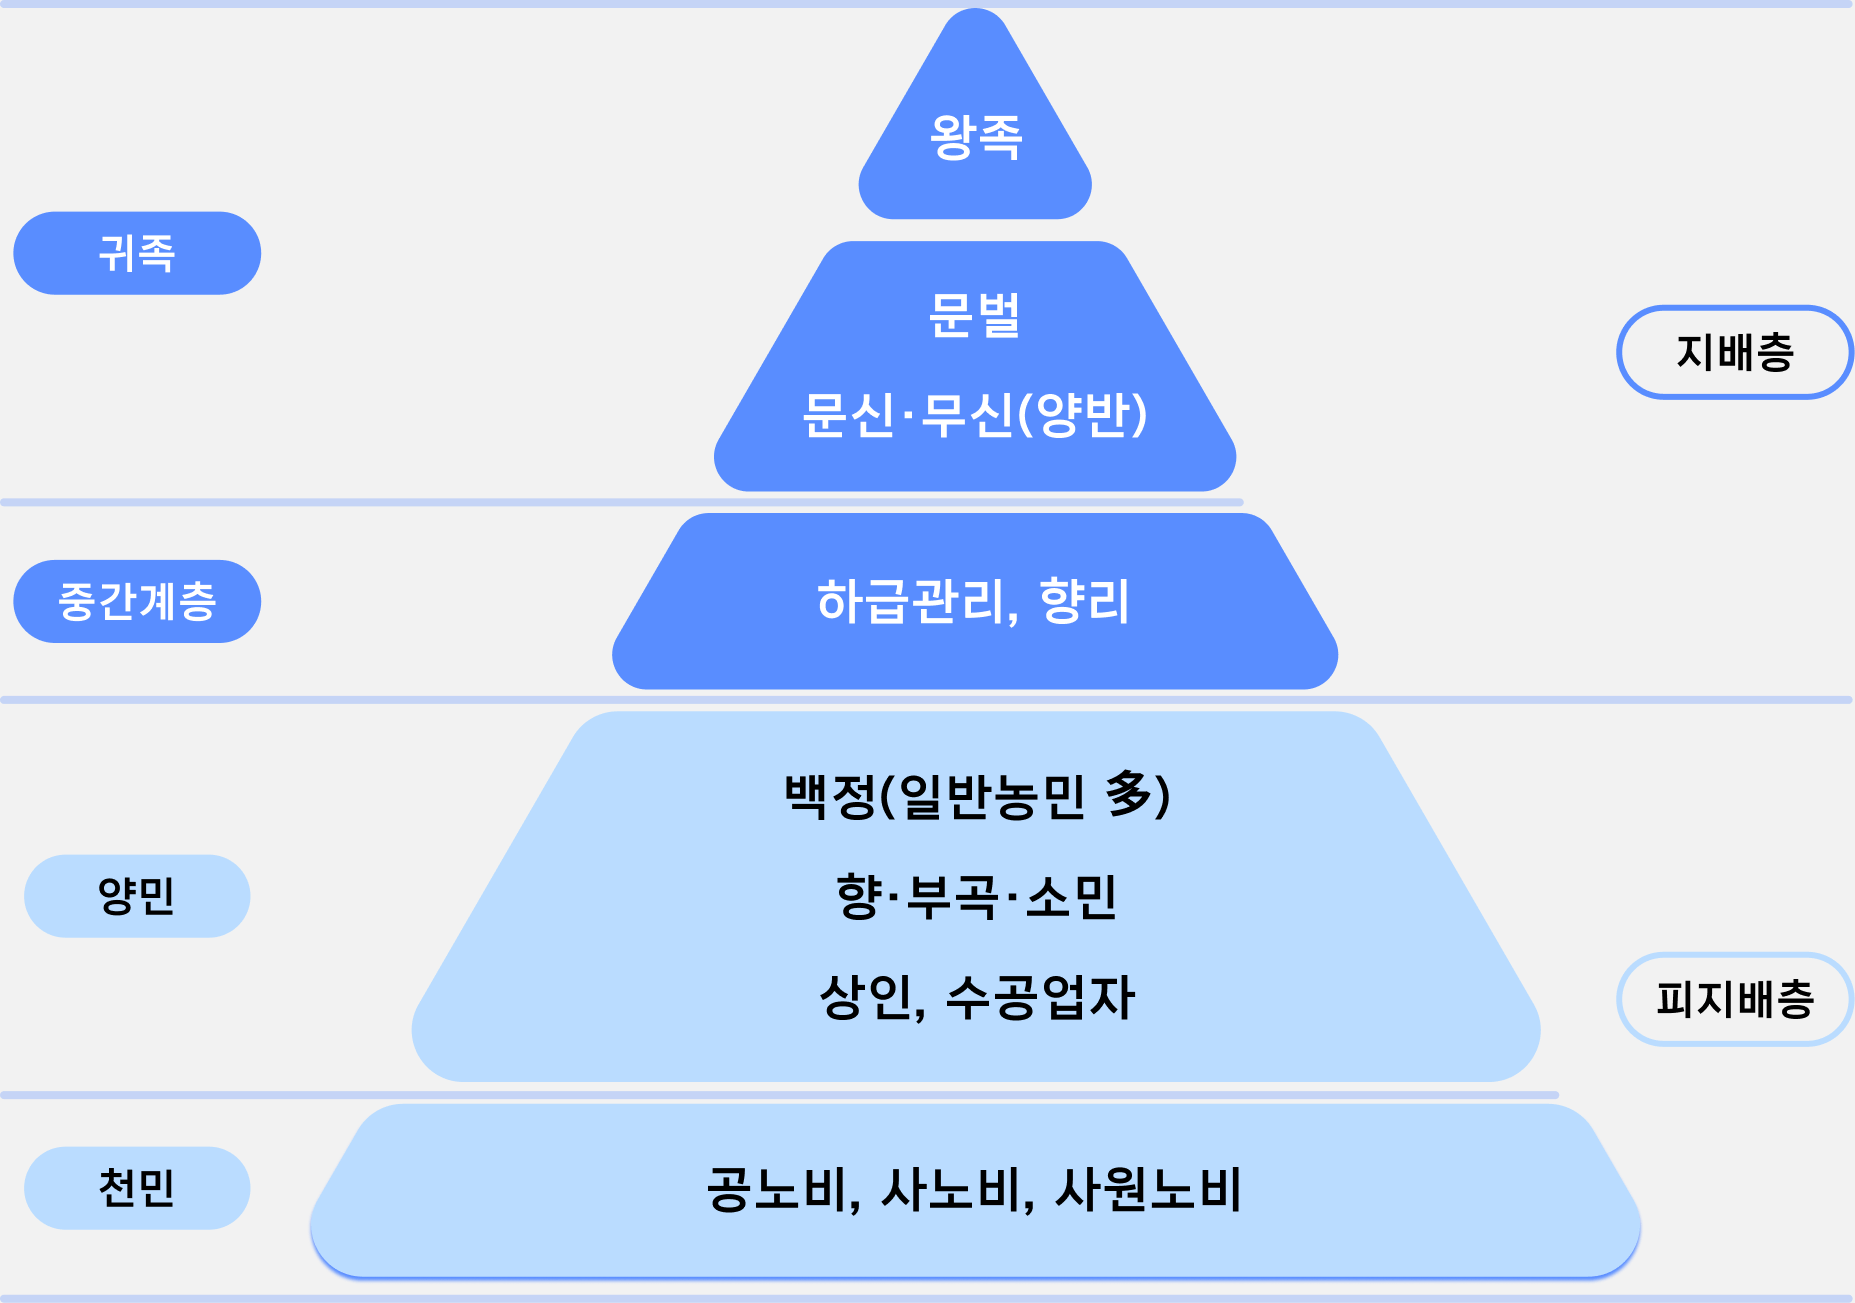 왕족
귀족
문벌
문신·무신(양반)
지배층
중간계층
하급관리, 향리
백정(일반농민 多)
양민
향·부곡·소민
상인, 수공업자
피지배층
천민
공노비, 사노비, 사원노비